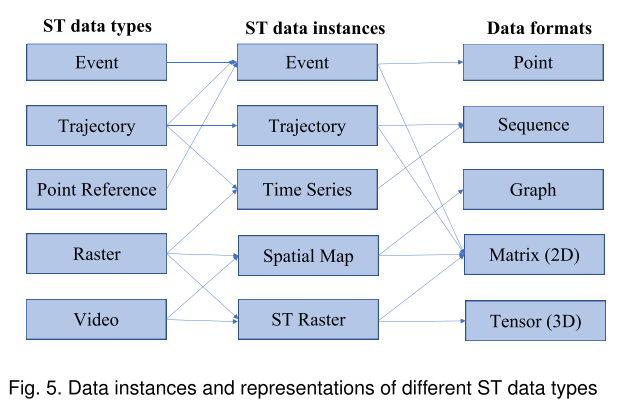 ST data types ST data instances Data formats
Event Event Point
Trajectory Trajectory Sequence
Point Reference Time Series Graph
Raster Spatial Map Matrix (2D)
Video ST Raster Tensor (3D)
Fig. 5. Data instances and representations of different ST data types